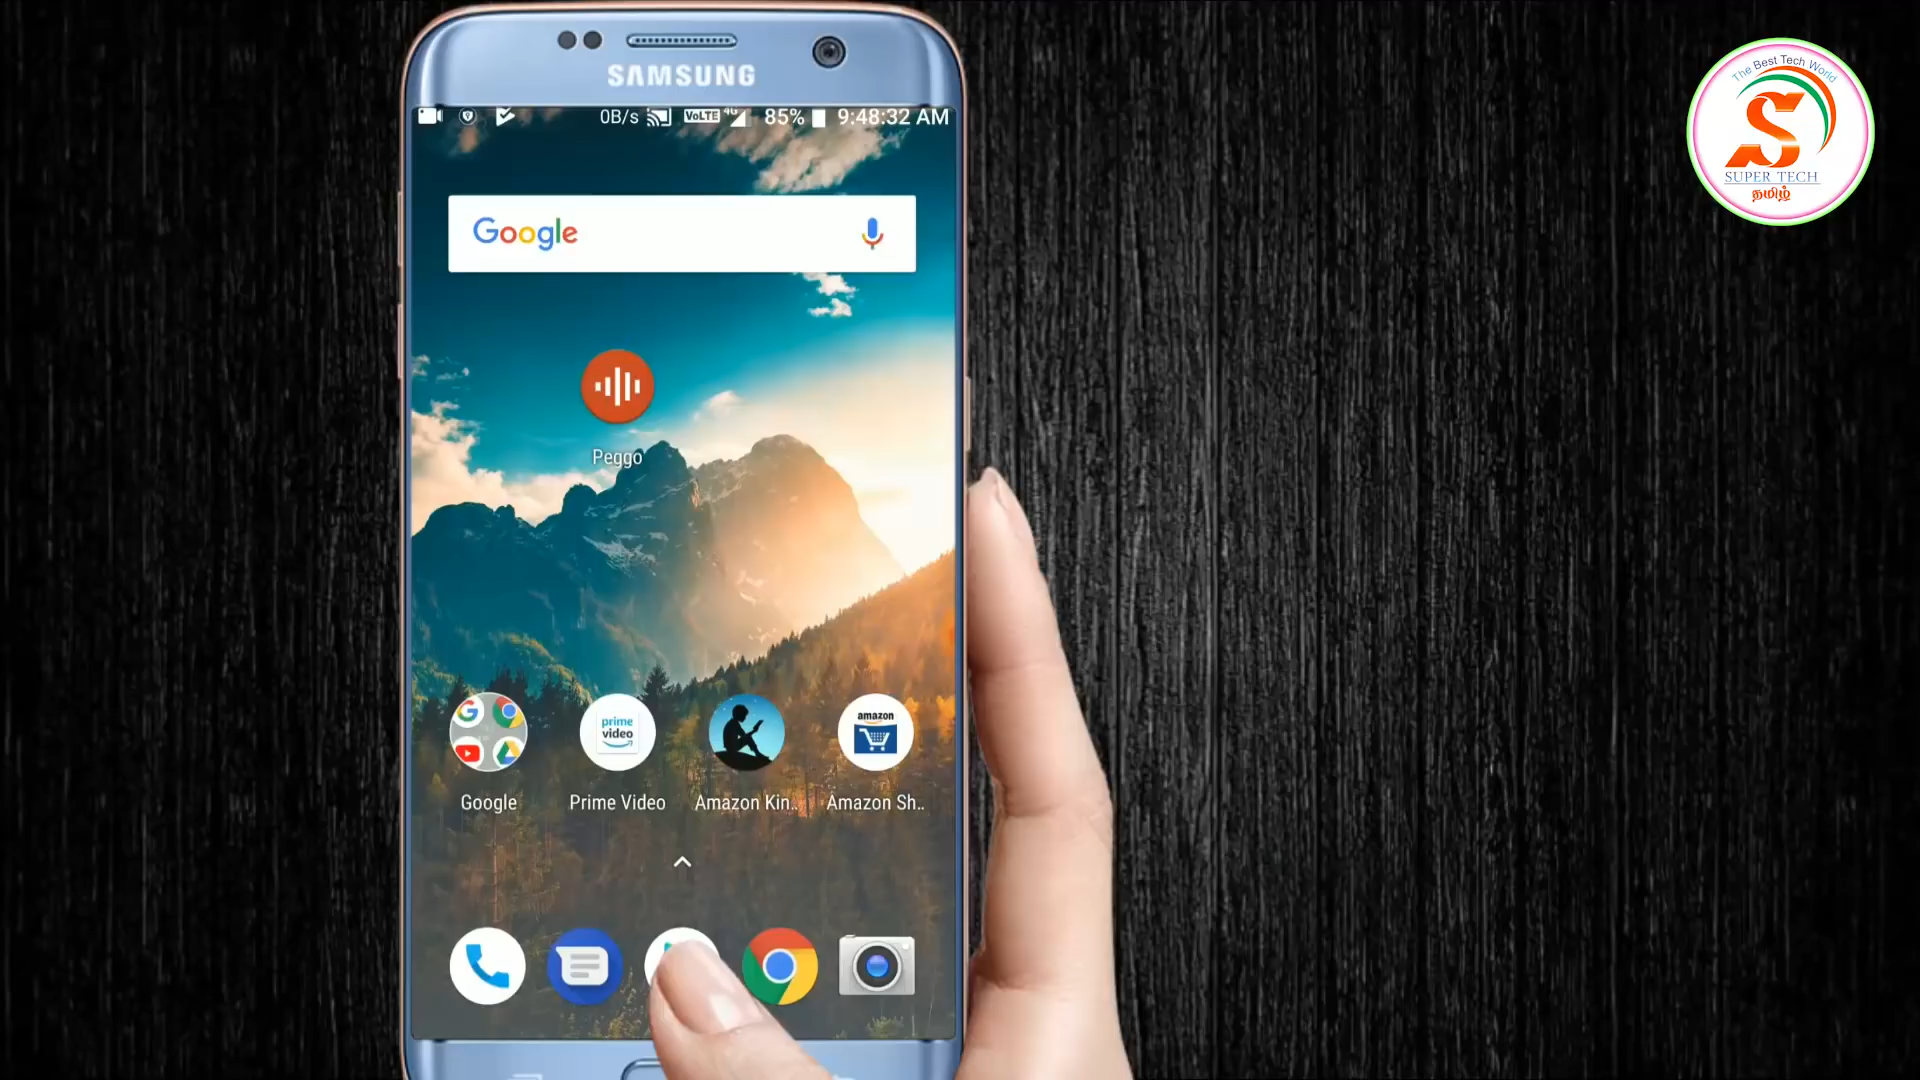 SAMSUNG
0B/s VoLTE 4G 85% 9:48:32 AM
Google
Peggo
prime video
amazon
Google
Prime Video
Amazon Kin..
Amazon Sh..
The Best Tech World
S
SUPER TECH
தமிழ்